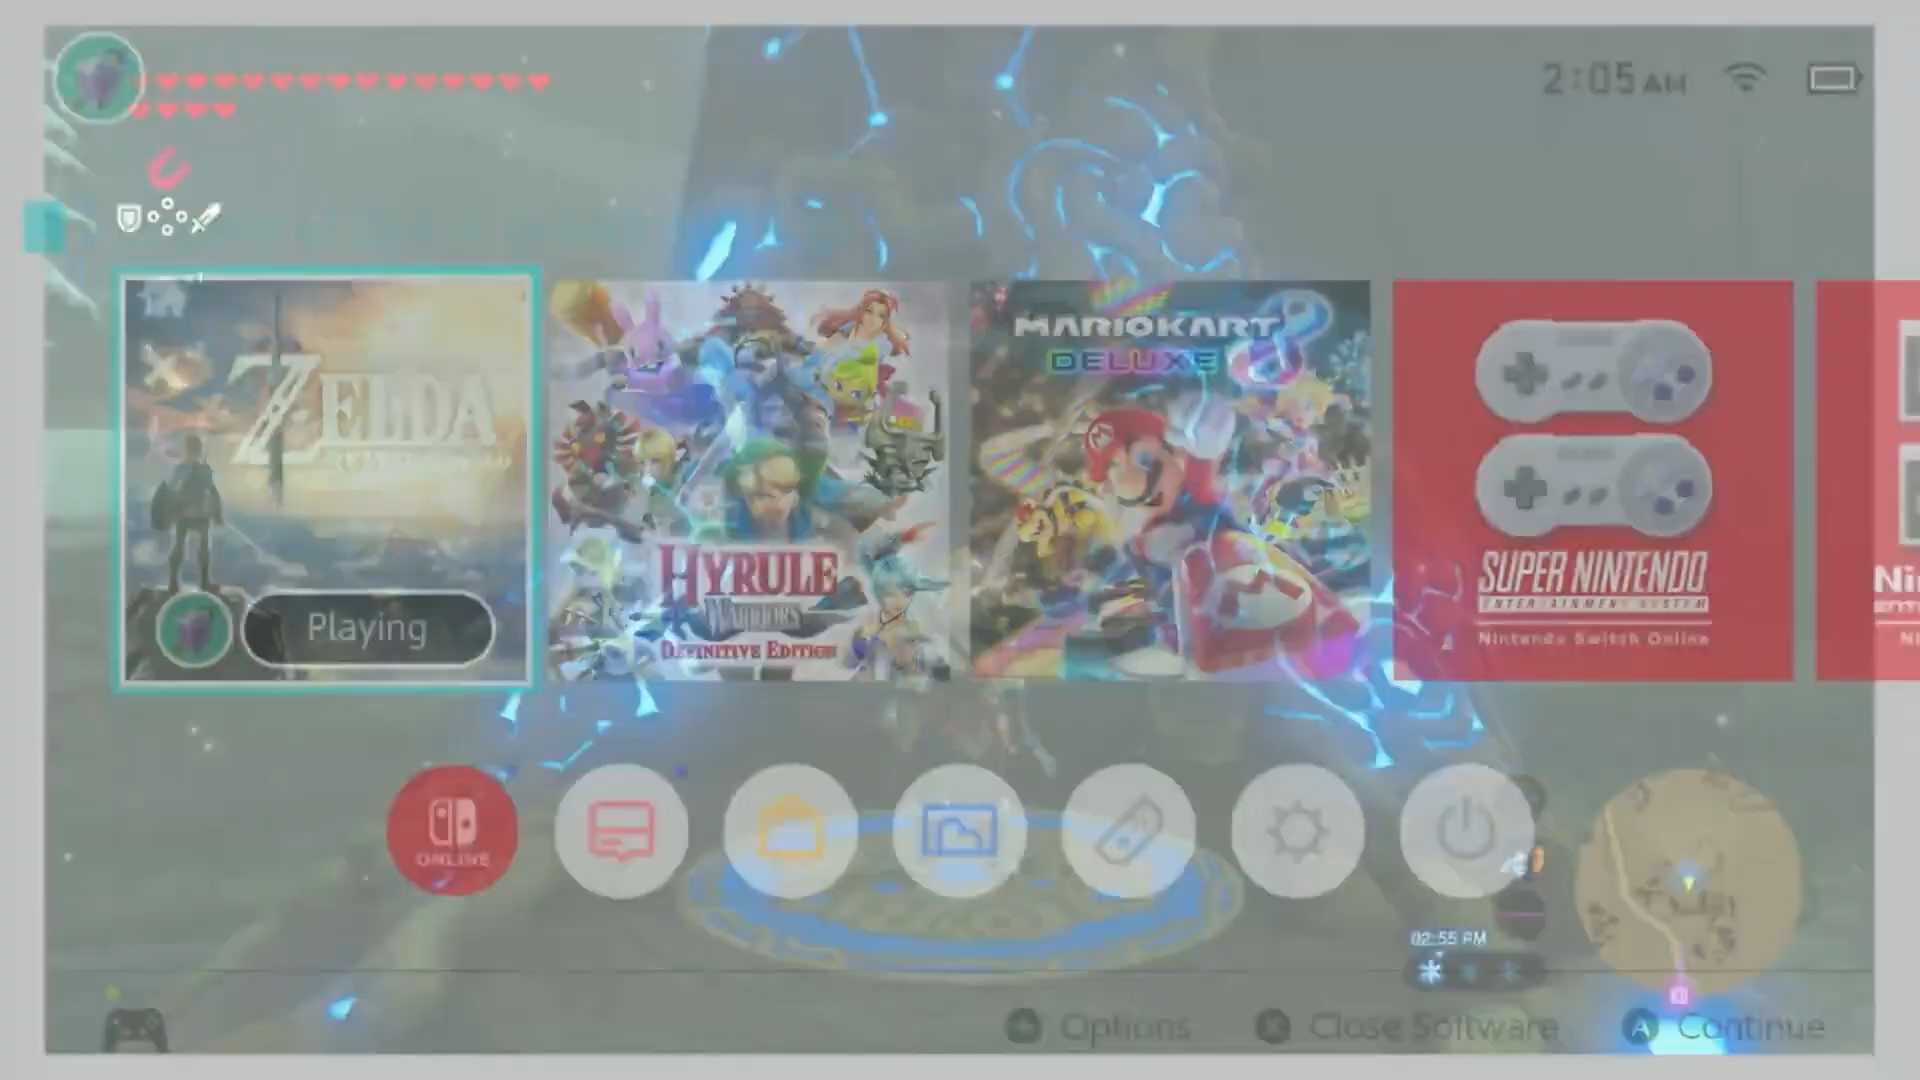 2:05 AM
ZELDA
Playing
HYRULE
WARRIORS
DEFINITIVE EDITION
MARIOKART 8
DELUXE
SUPER NINTENDO
ENTERTAINMENT SYSTEM
Nintendo Switch Online
ONLINE
02:55 PM
Options
Close Software
A Continue